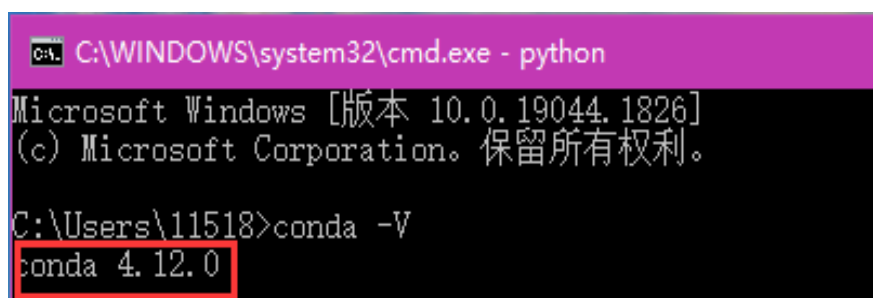 C:\WINDOWS\system32\cmd.exe - python
Microsoft Windows [版本 10.0.19044.1826]
(c) Microsoft Corporation。保留所有权利。
C:\Users\11518>conda -V
conda 4.12.0